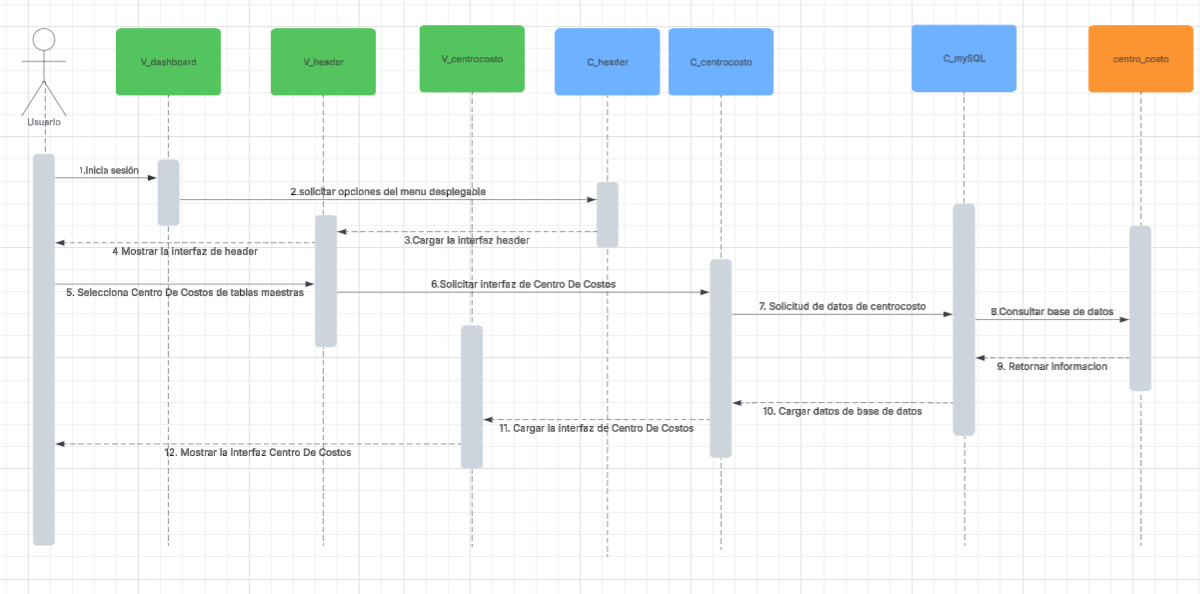 V_dashboard
V_header
V_centrocosto
C_header
C_centrocosto
C_mySQL
centro_costo
Usuario
1.Inicia sesión
2.solicitar opciones del menu desplegable
3.Cargar la interfaz header
4 Mostrar la interfaz de header
5. Selecciona Centro De Costos de tablas maestras
6.Solicitar interfaz de Centro De Costos
7. Solicitud de datos de centrocosto
8.Consultar base de datos
9. Retornar informacion
10. Cargar datos de base de datos
11. Cargar la interfaz de Centro De Costos
12. Mostrar la interfaz Centro De Costos